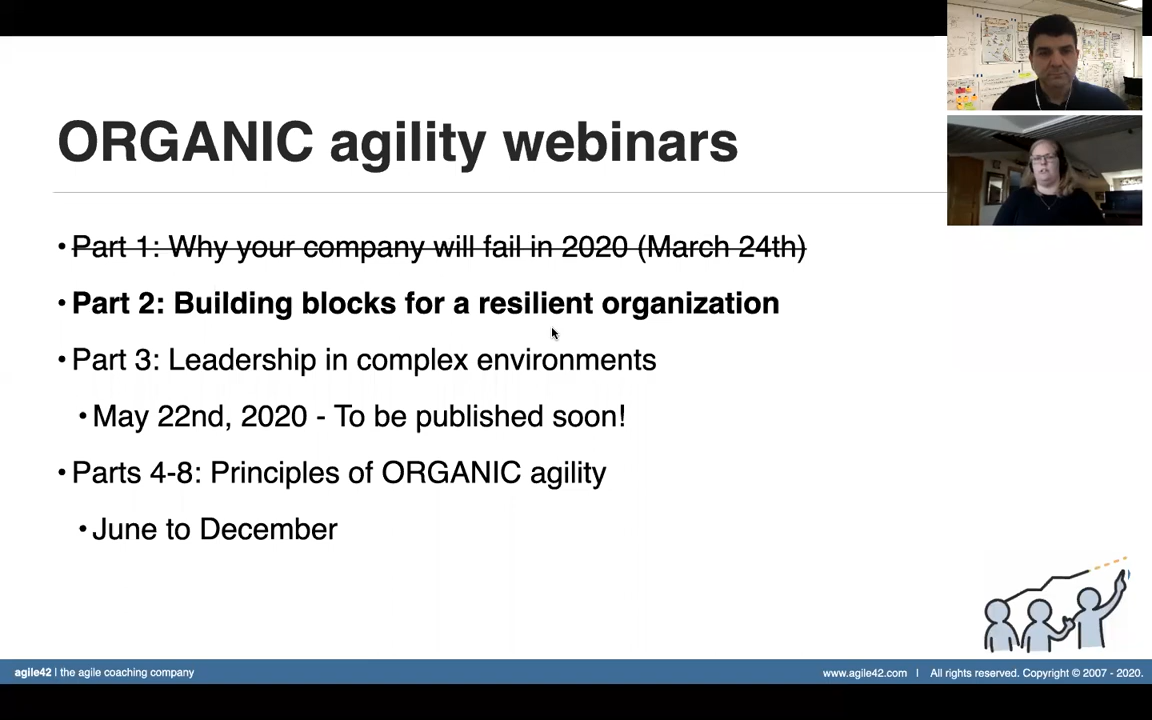 ORGANIC agility webinars
• Part 1: Why your company will fail in 2020 (March 24th)
• Part 2: Building blocks for a resilient organization
• Part 3: Leadership in complex environments
• May 22nd, 2020 - To be published soon!
• Parts 4-8: Principles of ORGANIC agility
• June to December
agile42 | the agile coaching company
www.agile42.com | All rights reserved. Copyright © 2007 - 2020.